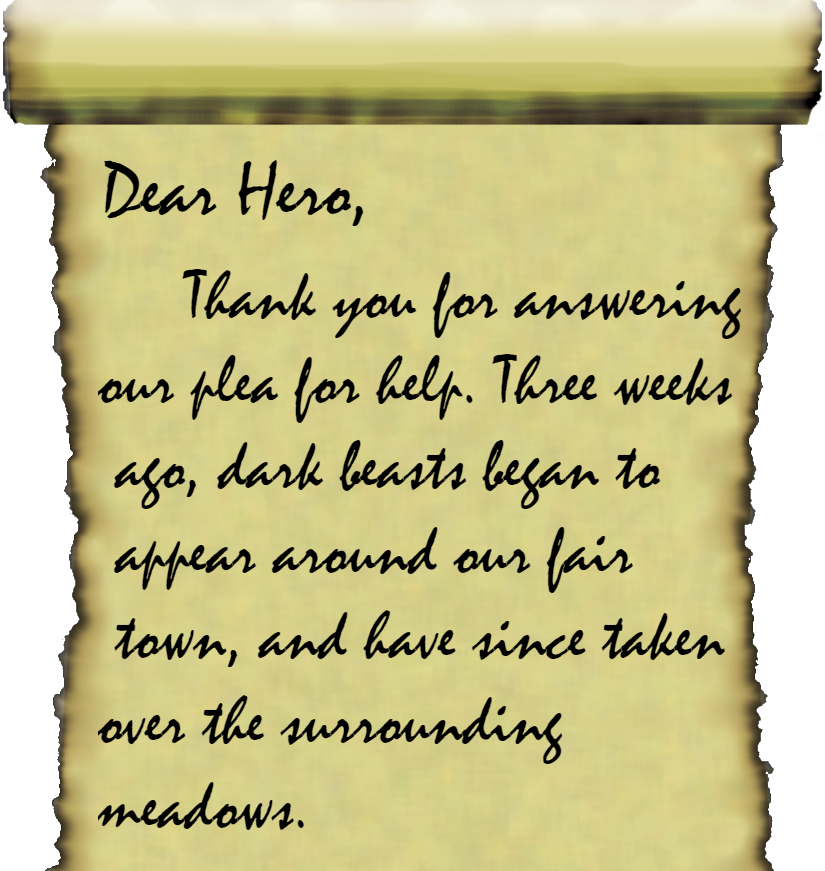 Dear Hero,
Thank you for answering
our plea for help. Three weeks
ago, dark beasts began to
appear around our fair
town, and have since taken
over the surrounding
meadows.